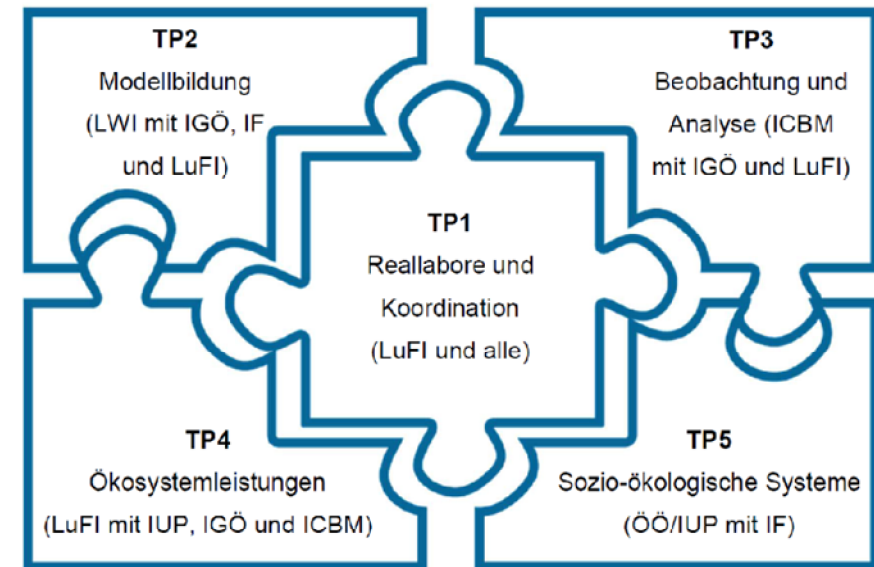 TP2
Modellbildung
(LWI mit IGÖ, IF
und LuFI)
TP3
Beobachtung und
Analyse (ICBM
mit IGÖ und LuFI)
TP1
Reallabore und
Koordination
(LuFI und alle)
TP4
Ökosystemleistungen
(LuFI mit IUP, IGÖ und ICBM)
TP5
Sozio-ökologische Systeme
(ÖÖ/IUP mit IF)